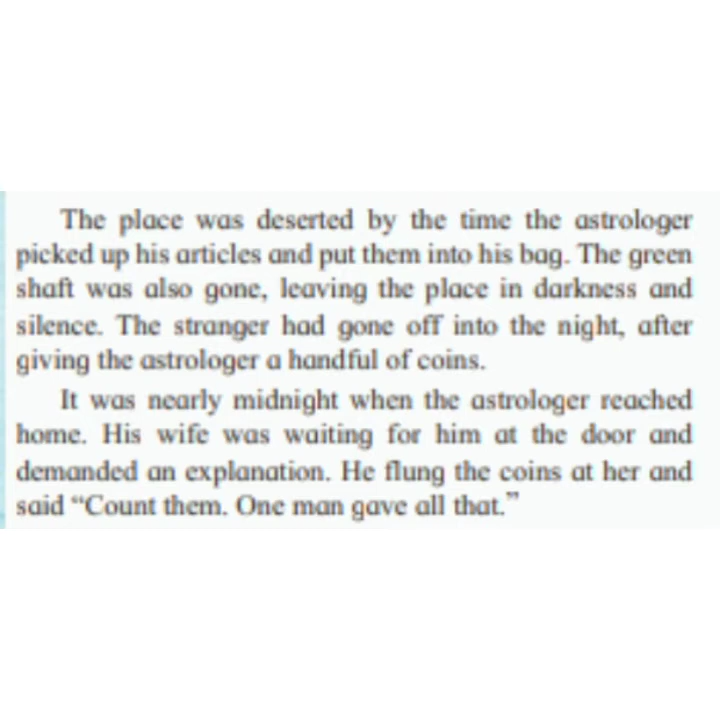 The place was deserted by the time the astrologer
picked up his articles and put them into his bag. The green
shaft was also gone, leaving the place in darkness and
silence. The stranger had gone off into the night, after
giving the astrologer a handful of coins.
It was nearly midnight when the astrologer reached
home. His wife was waiting for him at the door and
demanded an explanation. He flung the coins at her and
said “Count them. One man gave all that.”